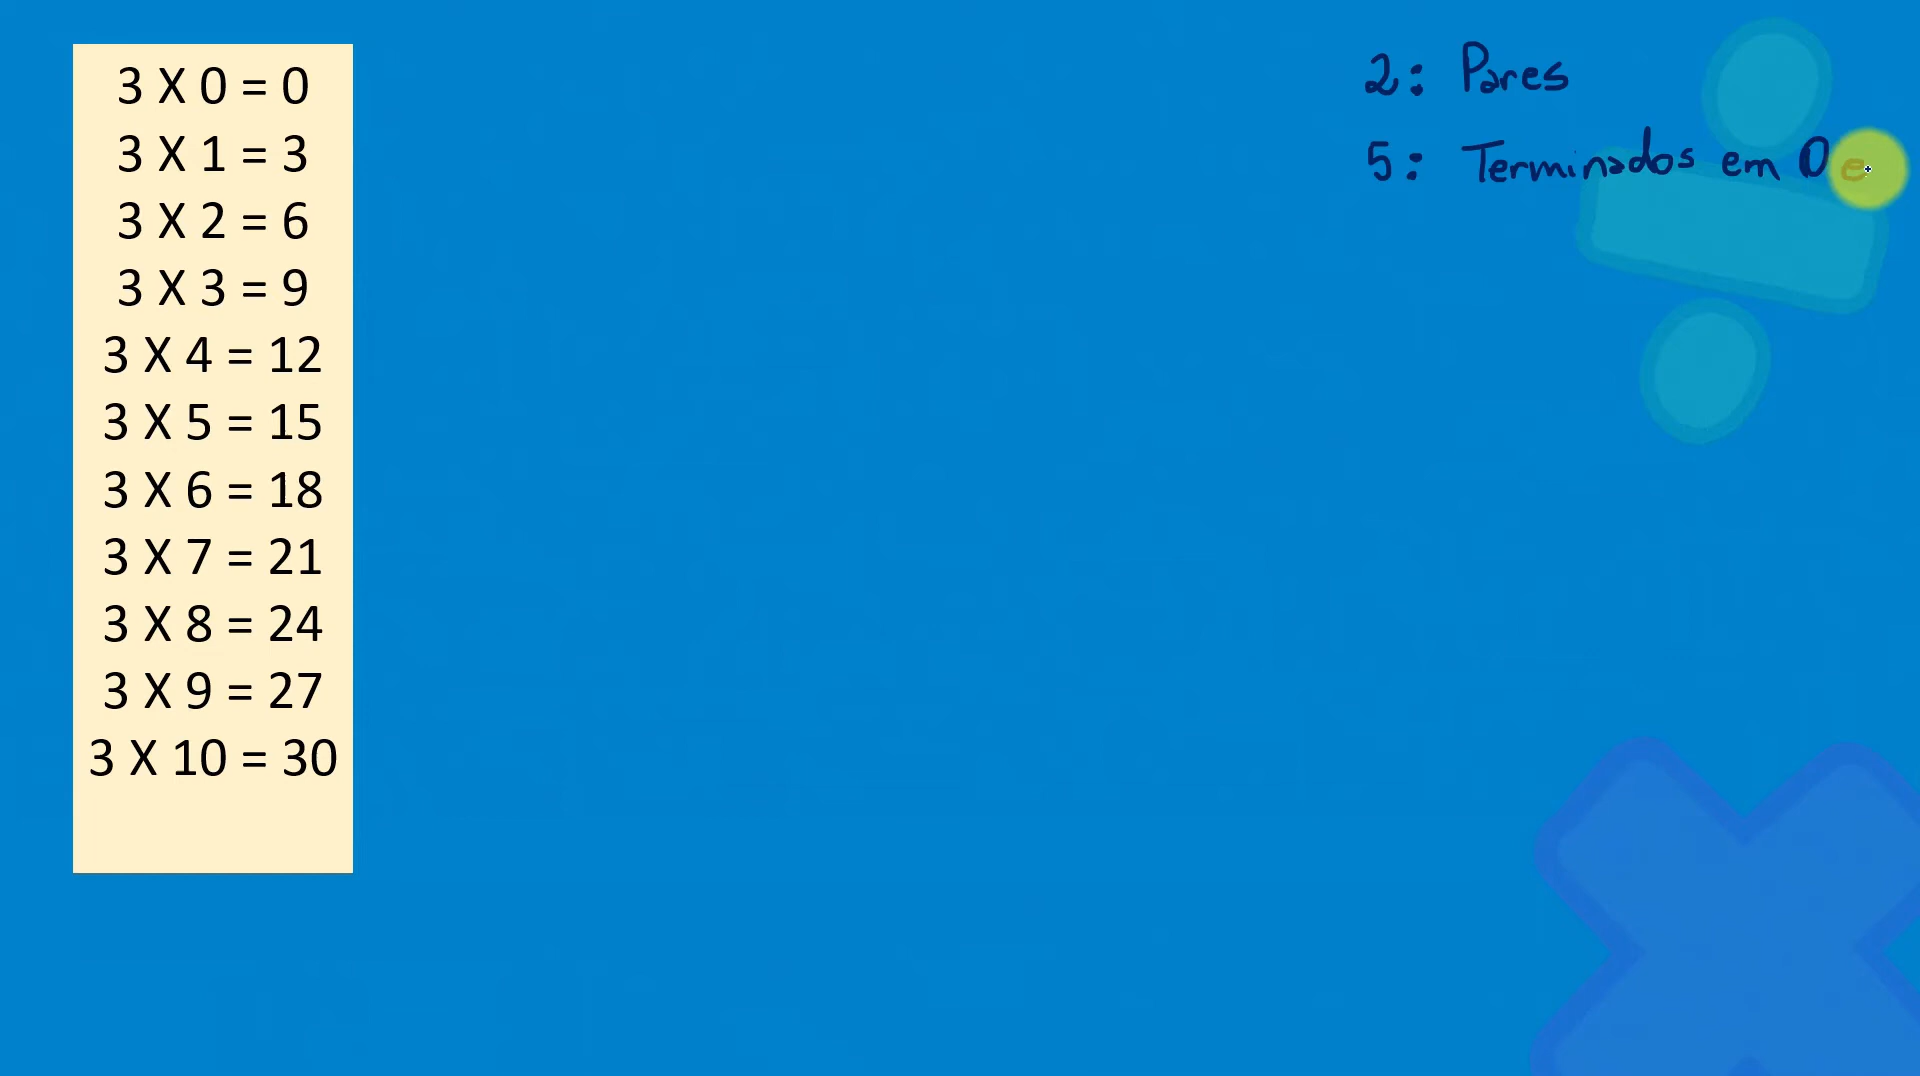 3 X 0 = 0
3 X 1 = 3
3 X 2 = 6
3 X 3 = 9
3 X 4 = 12
3 X 5 = 15
3 X 6 = 18
3 X 7 = 21
3 X 8 = 24
3 X 9 = 27
3 X 10 = 30
2: Pares
5: Terminados em 0 e